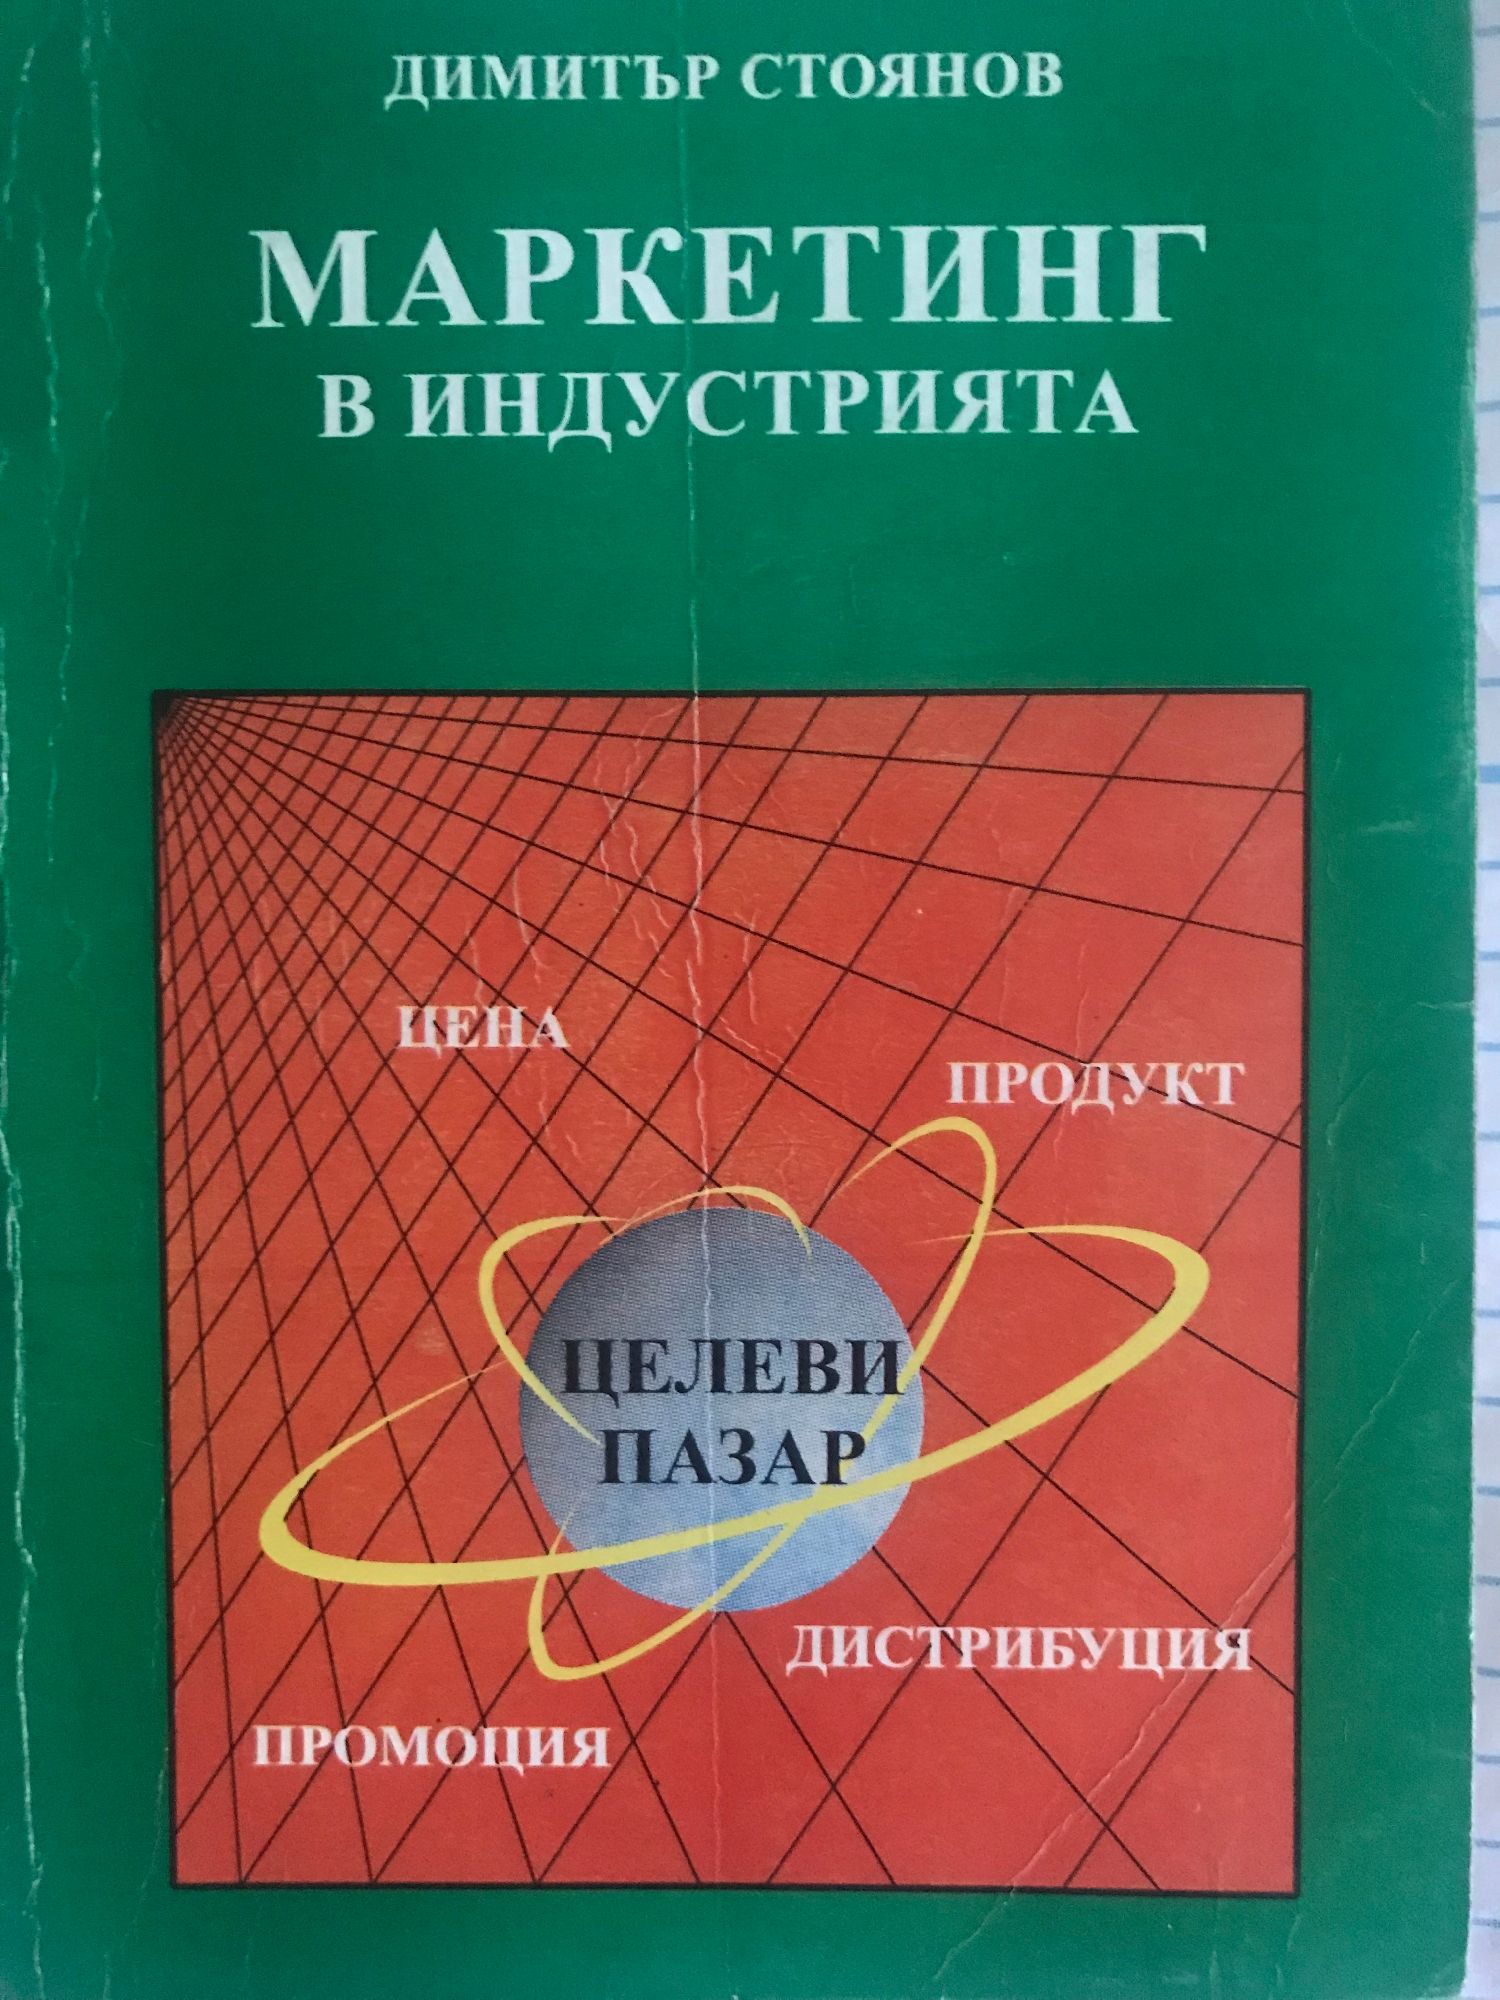 ДИМИТЪР СТОЯНОВ
МАРКЕТИНГ
В ИНДУСТРИЯТА
ЦЕНА
ПРОДУКТ
ЦЕЛЕВИ
ПАЗАР
ДИСТРИБУЦИЯ
ПРОМОЦИЯ